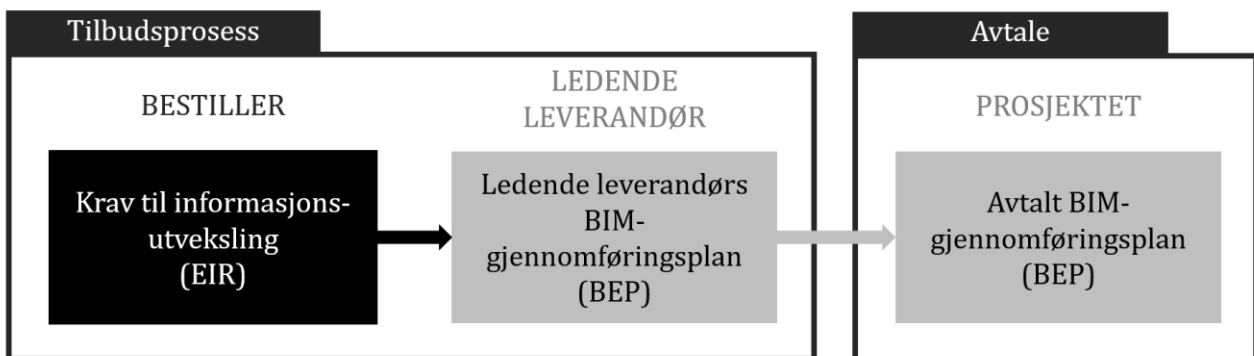 Tilbudsprosess
BESTILLER
Krav til informasjons-
utveksling
(EIR)
LEDENDE
LEVERANDØR
Ledende leverandørs
BIM-
gjennomføringsplan
(BEP)
Avtale
PROSJEKTET
Avtalt BIM-
gjennomføringsplan
(BEP)